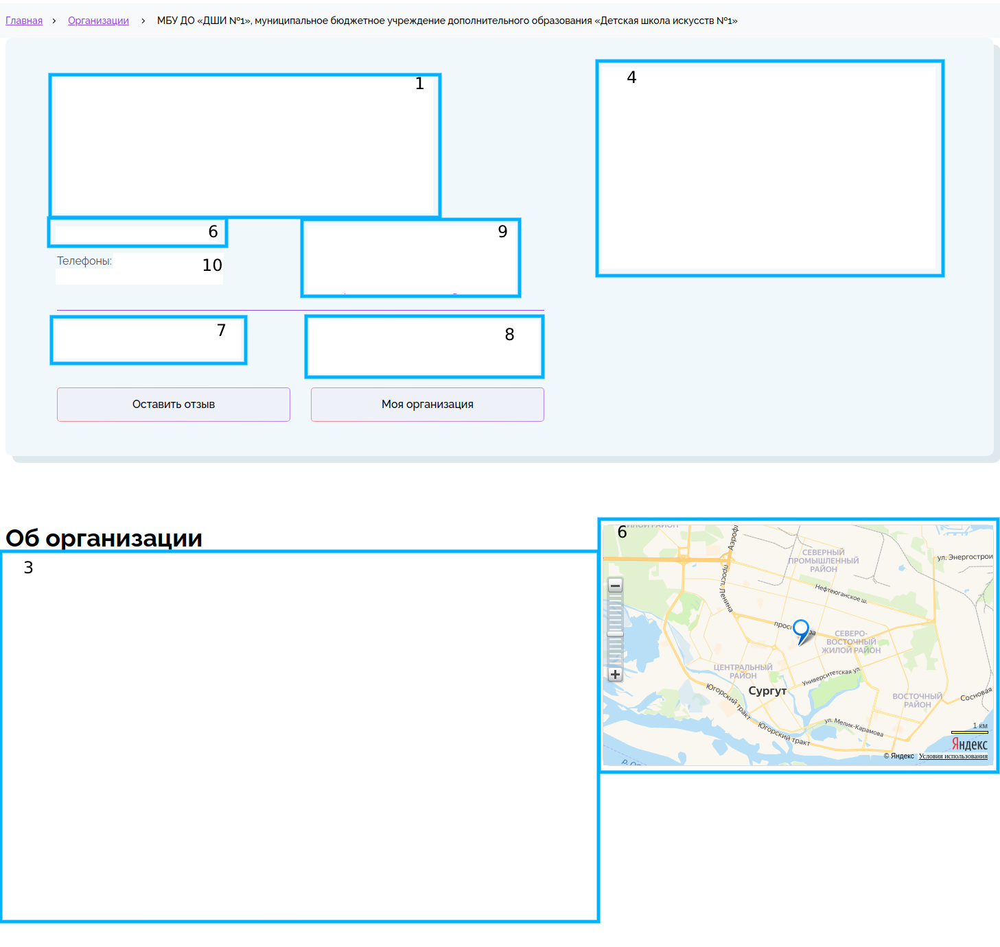 Главная > Организации > МБУ ДО «ДШИ №1», муниципальное бюджетное учреждение дополнительного образования «Детская школа искусств №1»
1
4
6
9
Телефоны:
10
7
8
Оставить отзыв
Моя организация
Об организации
3
6
Аэрофл
СЕВЕРНЫЙ
ПРОМЫШЛЕННЫЙ
РАЙОН
ул. Энергострои
просп. Ленина
Нефтеюганское ш.
СЕВЕРО-
ВОСТОЧНЫЙ
ЖИЛОЙ РАЙОН
ЦЕНТРАЛЬНЫЙ
РАЙОН
Университетская ул.
Югорский тракт
Сургут
ВОСТОЧНЫЙ
РАЙОН
Сосновая
ул. Мелик-Карамова
Югорский тракт
1 км
Яндекс
© Яндекс Условия использования